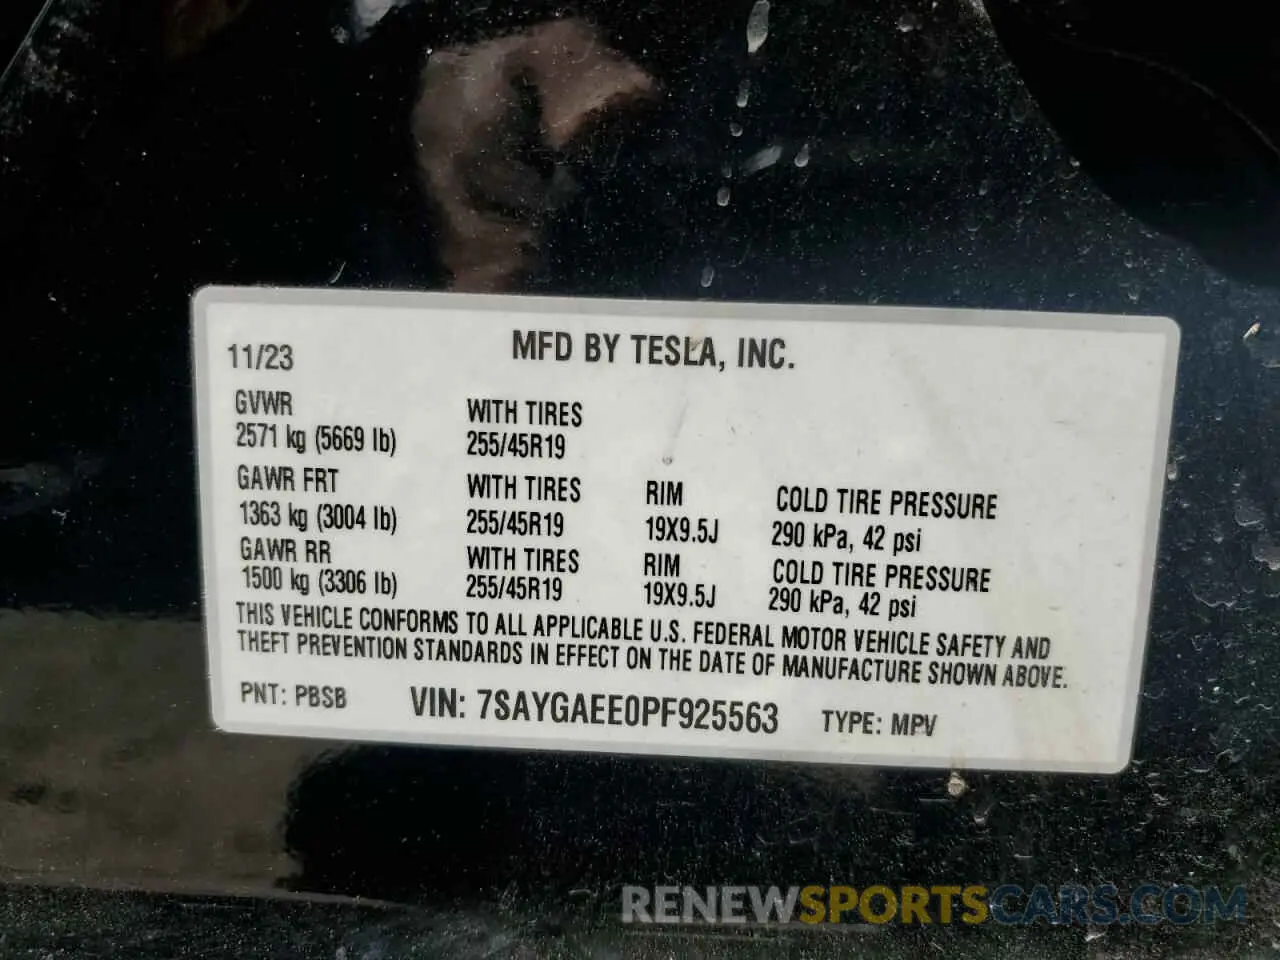 11/23 MFD BY TESLA, INC.
GVWR WITH TIRES
2571 kg (5669 lb) 255/45R19
GAWR FRT WITH TIRES RIM COLD TIRE PRESSURE
1363 kg (3004 lb) 255/45R19 19X9.5J 290 kPa, 42 psi
GAWR RR WITH TIRES RIM COLD TIRE PRESSURE
1500 kg (3306 lb) 255/45R19 19X9.5J 290 kPa, 42 psi
THIS VEHICLE CONFORMS TO ALL APPLICABLE U.S. FEDERAL MOTOR VEHICLE SAFETY AND
THEFT PREVENTION STANDARDS IN EFFECT ON THE DATE OF MANUFACTURE SHOWN ABOVE.
PNT: PBSB VIN: 7SAYGAEE0PF925563 TYPE: MPV
RENEWSPORTSCARS.COM